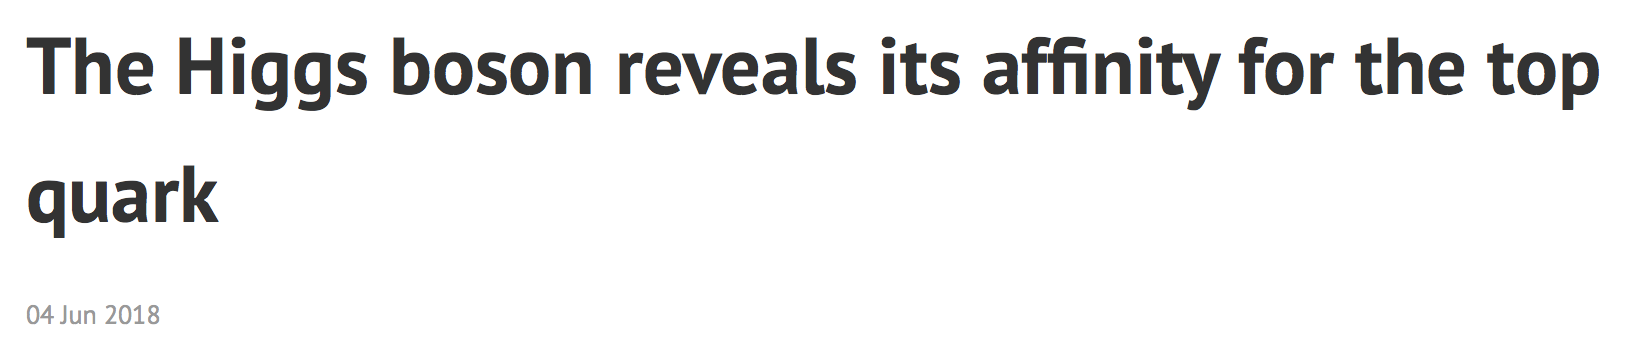 The Higgs boson reveals its affinity for the top
quark
04 Jun 2018